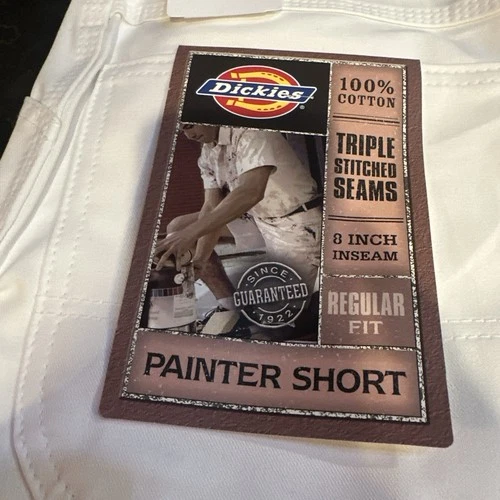 Dickies
100%
COTTON
TRIPLE
STITCHED
SEAMS
8 INCH
INSEAM
SINCE
GUARANTEED
1922
REGULAR
FIT
PAINTER SHORT